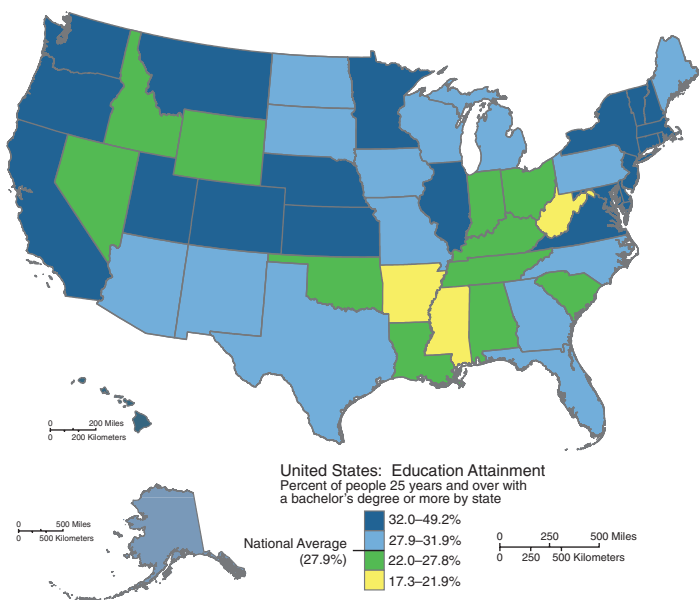 0 200 Miles
0 200 Kilometers
0 500 Miles
0 500 Kilometers
United States: Education Attainment
Percent of people 25 years and over with
a bachelor's degree or more by state
32.0–49.2%
27.9–31.9%
National Average
(27.9%)
22.0–27.8%
17.3–21.9%
0 250 500 Miles
0 250 500 Kilometers